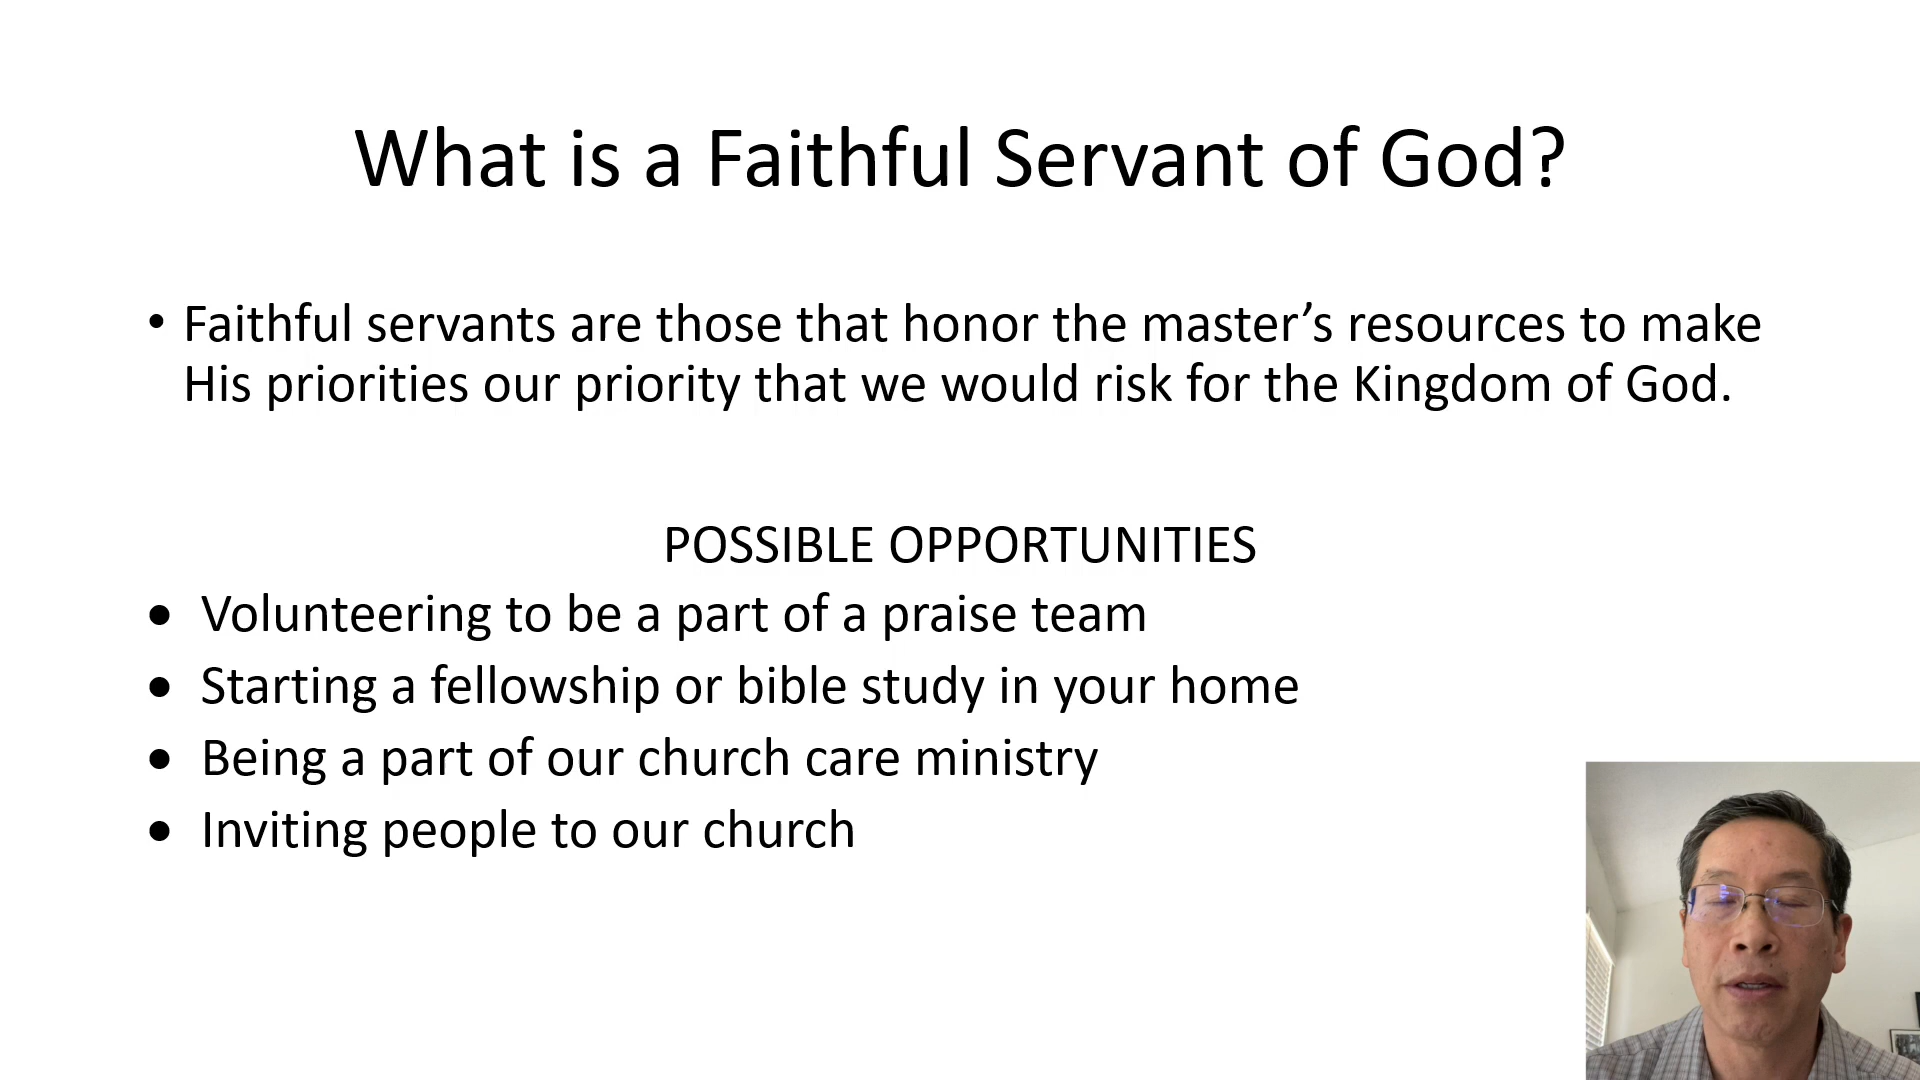 What is a Faithful Servant of God?
• Faithful servants are those that honor the master’s resources to make
His priorities our priority that we would risk for the Kingdom of God.
POSSIBLE OPPORTUNITIES
• Volunteering to be a part of a praise team
• Starting a fellowship or bible study in your home
• Being a part of our church care ministry
• Inviting people to our church